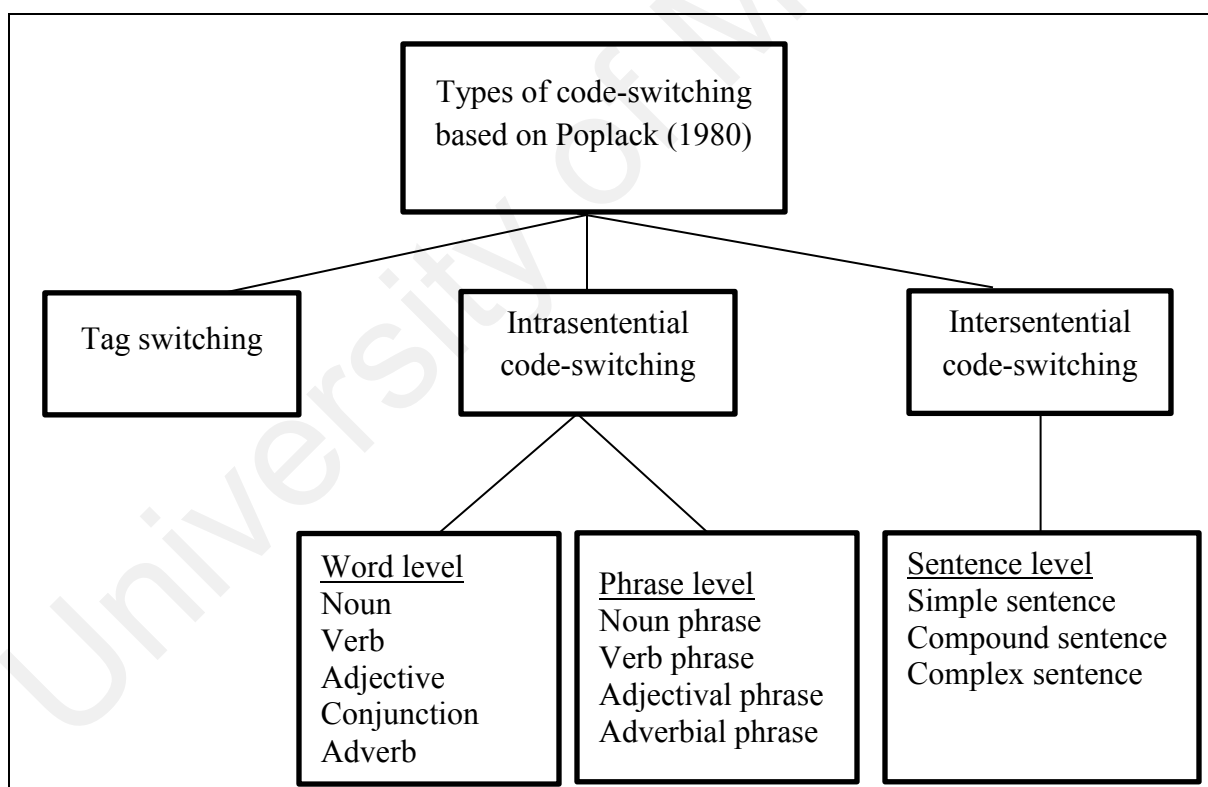 University of M
Types of code-switching
based on Poplack (1980)
Tag switching
Intrasentential
code-switching
Intersentential
code-switching
Word level
Noun
Verb
Adjective
Conjunction
Adverb
Phrase level
Noun phrase
Verb phrase
Adjectival phrase
Adverbial phrase
Sentence level
Simple sentence
Compound sentence
Complex sentence